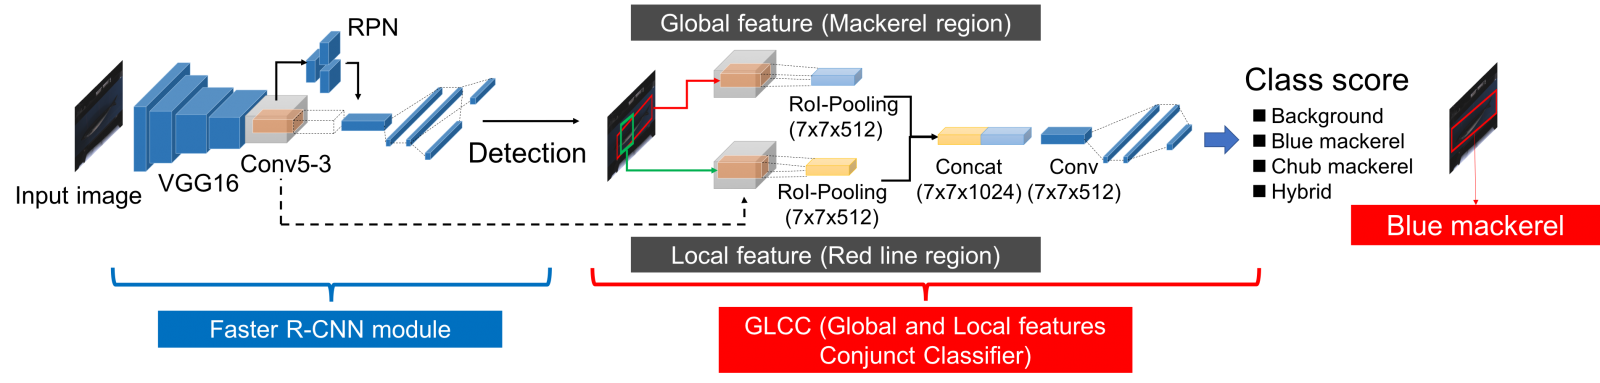 Input image
VGG16
Conv5-3
RPN
Detection
Global feature (Mackerel region)
RoI-Pooling
(7x7x512)
RoI-Pooling
(7x7x512)
Local feature (Red line region)
Concat
(7x7x1024)
Conv
(7x7x512)
Class score
■ Background
■ Blue mackerel
■ Chub mackerel
■ Hybrid
Blue mackerel
Faster R-CNN module
GLCC (Global and Local features
Conjunct Classifier)